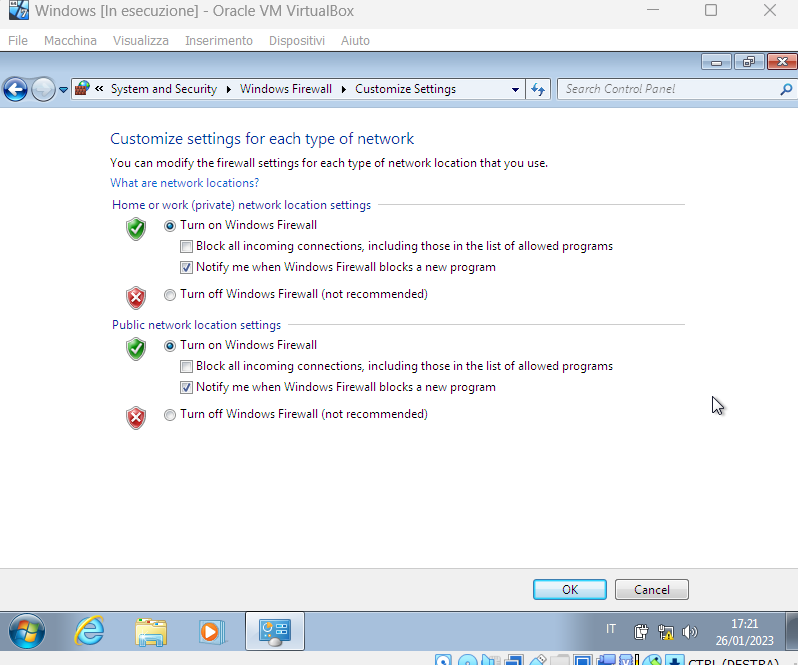 Windows [In esecuzione] - Oracle VM VirtualBox
File Macchina Visualizza Inserimento Dispositivi Aiuto
« System and Security Windows Firewall Customize Settings Search Control Panel
Customize settings for each type of network
You can modify the firewall settings for each type of network location that you use.
What are network locations?
Home or work (private) network location settings
Turn on Windows Firewall
Block all incoming connections, including those in the list of allowed programs
Notify me when Windows Firewall blocks a new program
Turn off Windows Firewall (not recommended)
Public network location settings
Turn on Windows Firewall
Block all incoming connections, including those in the list of allowed programs
Notify me when Windows Firewall blocks a new program
Turn off Windows Firewall (not recommended)
OK Cancel
IT 17:21
26/01/2023
CTRL (DESTRA)